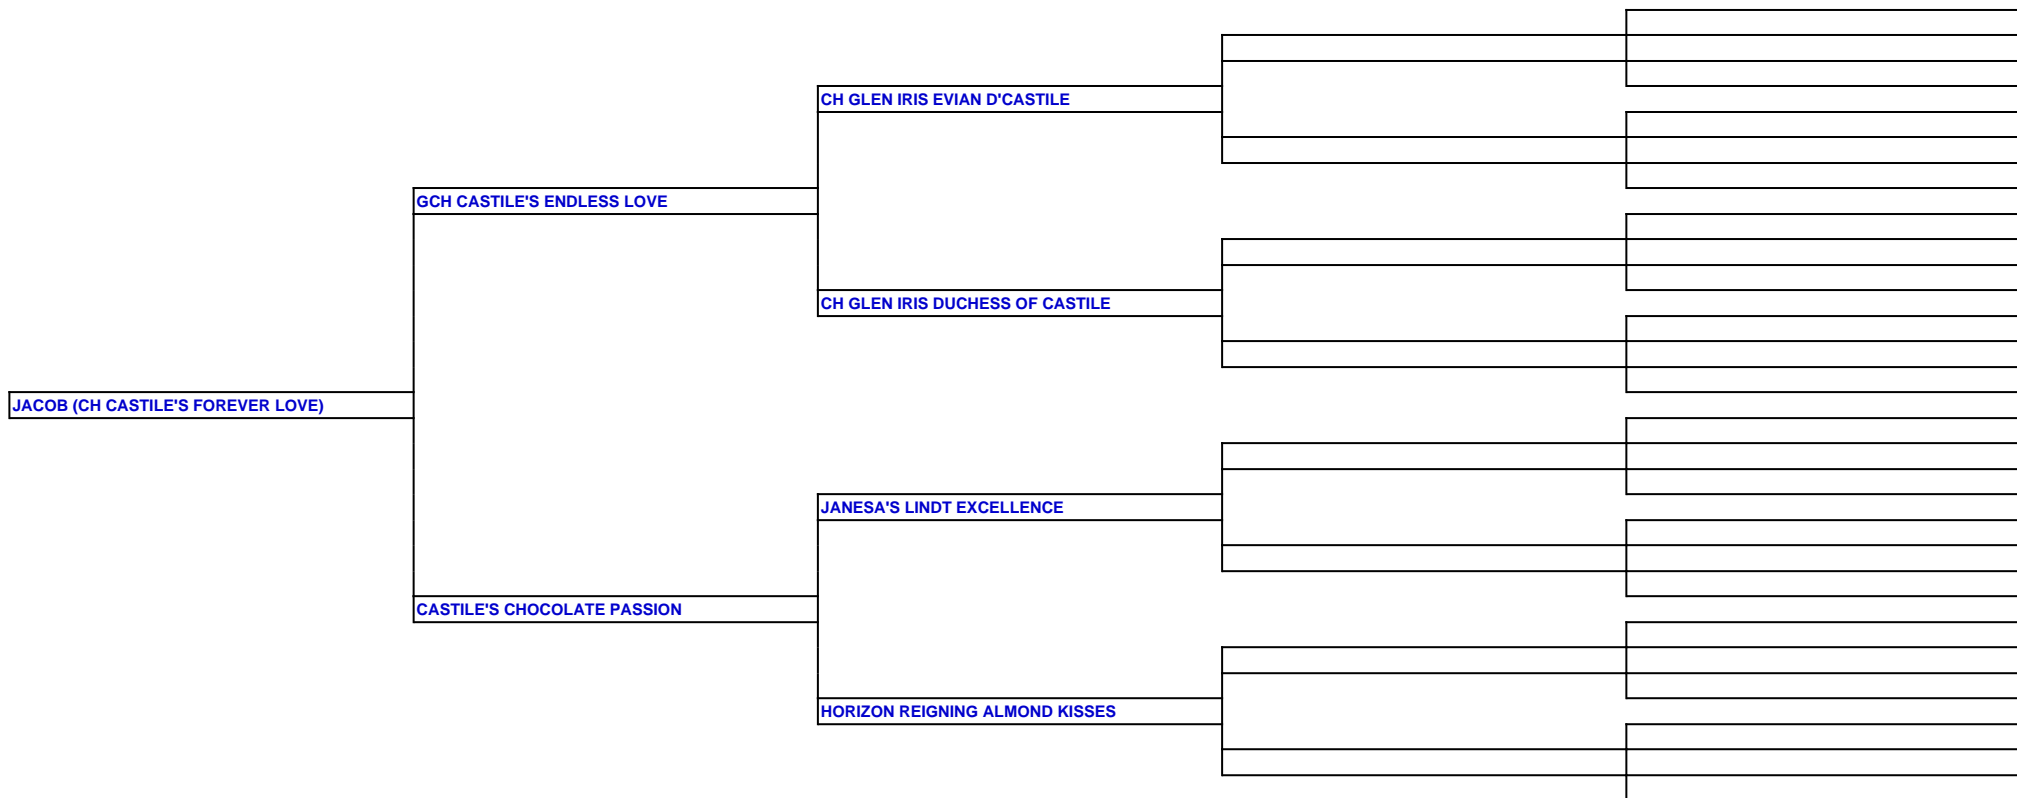 CH GLEN IRIS EVIAN D'CASTILE
GCH CASTILE'S ENDLESS LOVE
CH GLEN IRIS DUCHESS OF CASTILE
JACOB (CH CASTILE'S FOREVER LOVE)
JANESA'S LINDT EXCELLENCE
CASTILE'S CHOCOLATE PASSION
HORIZON REIGNING ALMOND KISSES